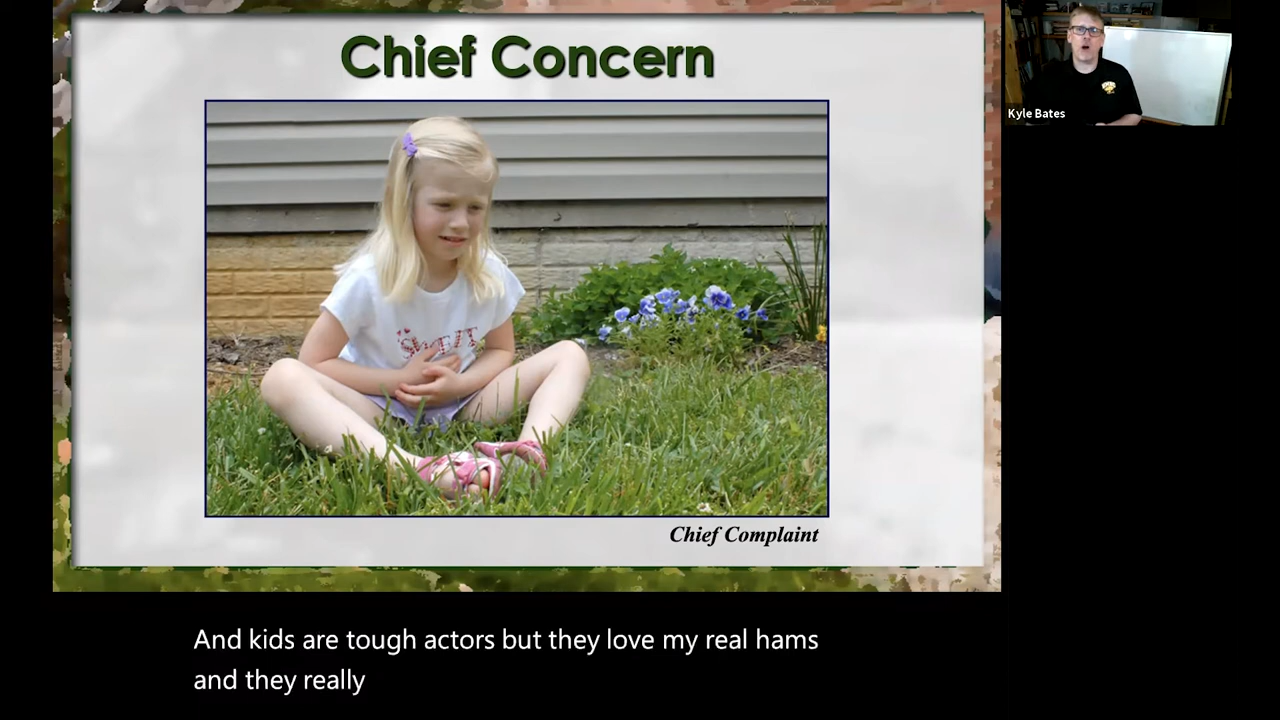 Chief Concern
Kyle Bates
Chief Complaint
And kids are tough actors but they love my real hams
and they really